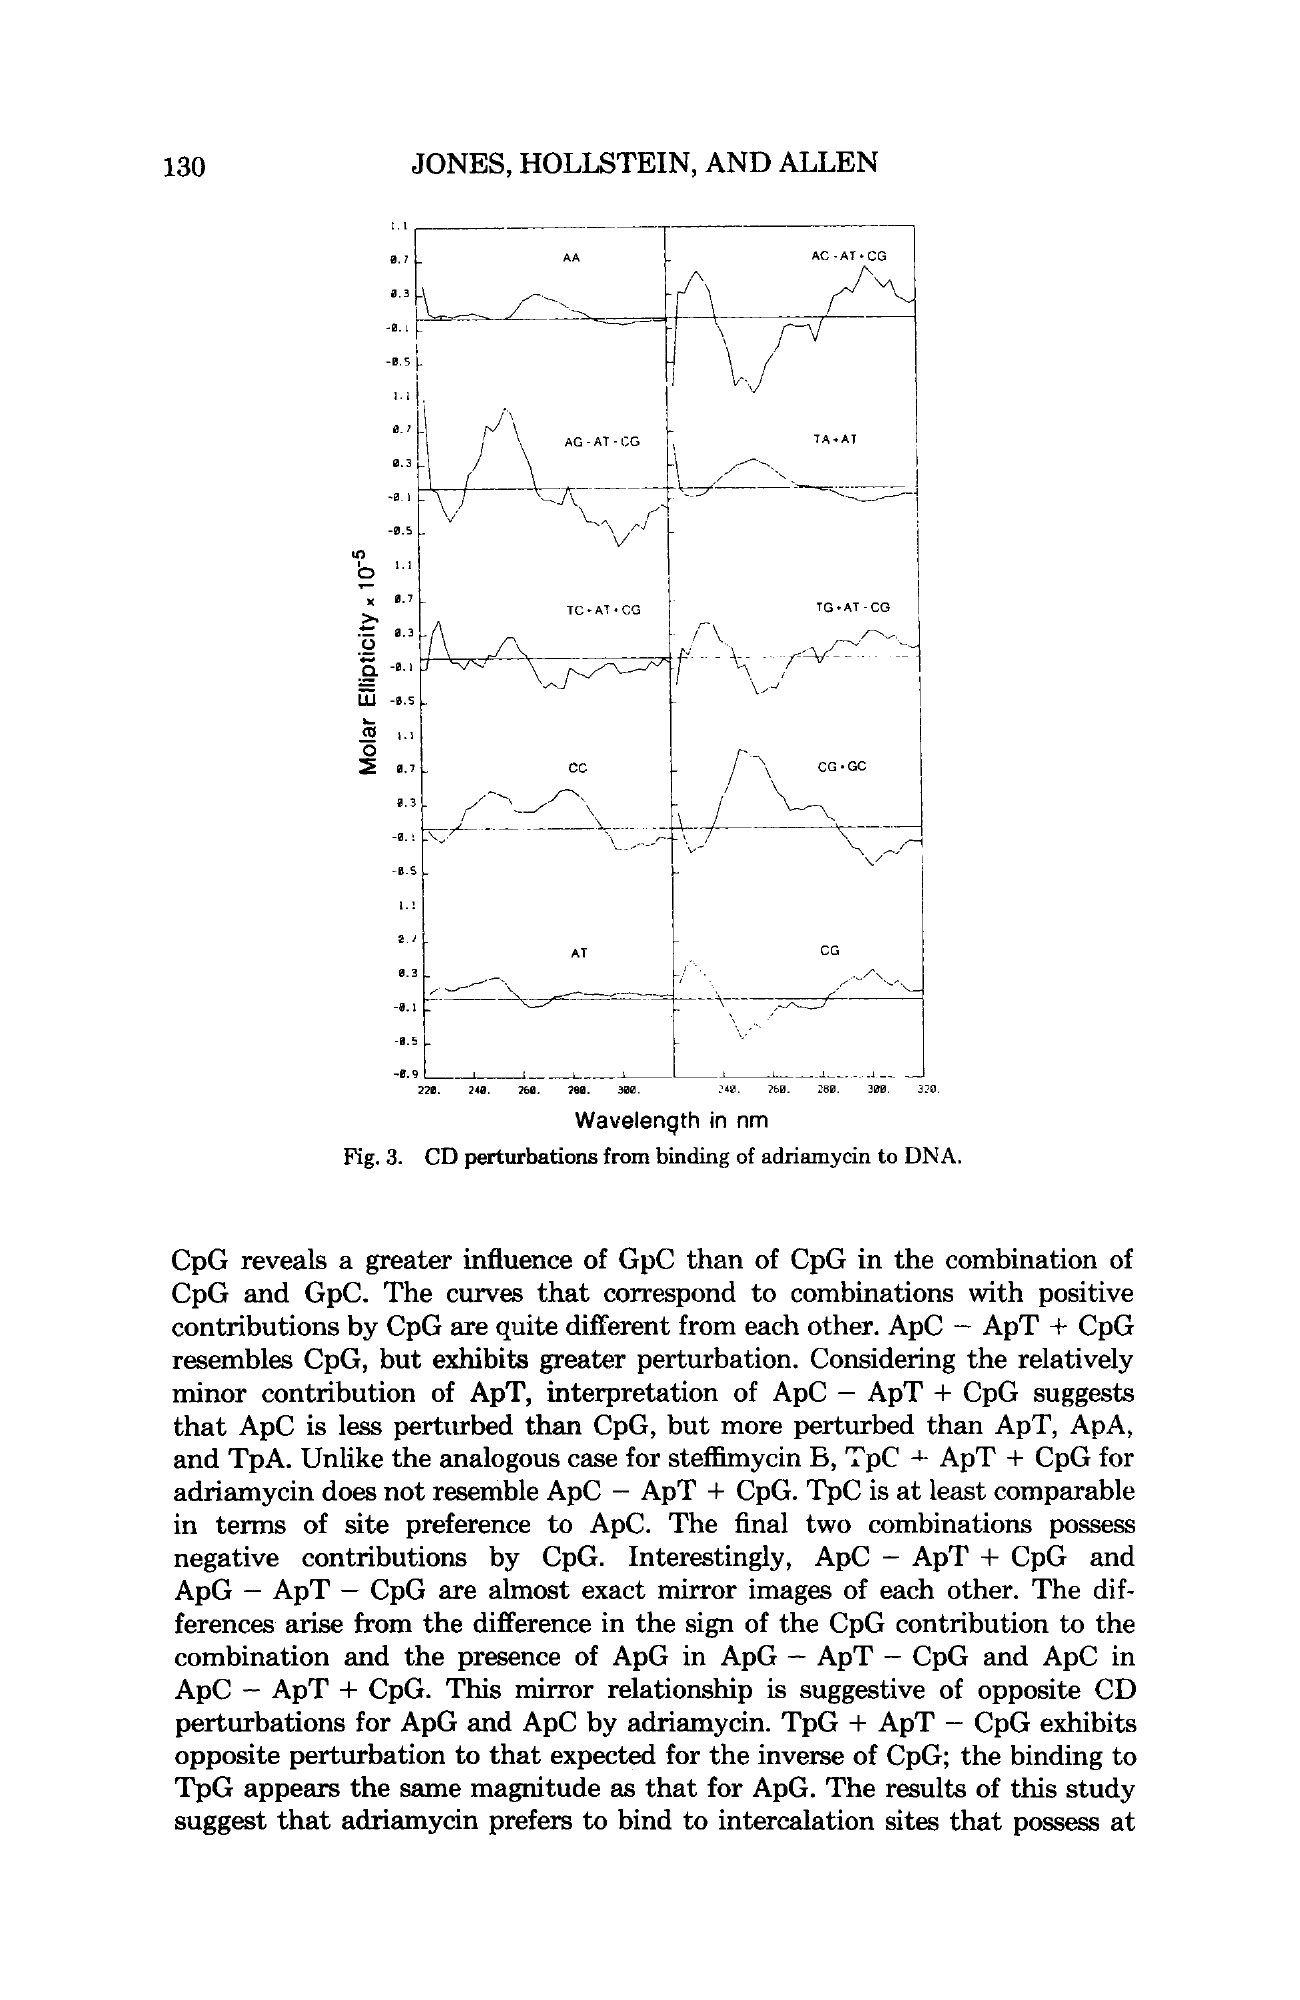 130
JONES, HOLLSTEIN, AND ALLEN
1.1
0.7
0.3
-0.1
-0.5
AA
AC - AT + CG
1.1
0.7
0.3
-0.1
-0.5
AG - AT - CG
TA + AT
1.1
0.7
0.3
-0.1
-0.5
TC + AT + CG
TG + AT - CG
1.1
0.7
0.3
-0.1
-0.5
CC
CG + GC
1.1
0.7
0.3
-0.1
-0.5
-0.9
AT
CG
Molar Ellipticity x 10-5
220. 240. 260. 280. 300. 240. 260. 280. 300. 320.
Wavelength in nm
Fig. 3. CD perturbations from binding of adriamycin to DNA.
CpG reveals a greater influence of GpC than of CpG in the combination of
CpG and GpC. The curves that correspond to combinations with positive
contributions by CpG are quite different from each other. ApC − ApT + CpG
resembles CpG, but exhibits greater perturbation. Considering the relatively
minor contribution of ApT, interpretation of ApC − ApT + CpG suggests
that ApC is less perturbed than CpG, but more perturbed than ApT, ApA,
and TpA. Unlike the analogous case for steffimycin B, TpC + ApT + CpG for
adriamycin does not resemble ApC − ApT + CpG. TpC is at least comparable
in terms of site preference to ApC. The final two combinations possess
negative contributions by CpG. Interestingly, ApC − ApT + CpG and
ApG − ApT − CpG are almost exact mirror images of each other. The dif-
ferences arise from the difference in the sign of the CpG contribution to the
combination and the presence of ApG in ApG − ApT − CpG and ApC in
ApC − ApT + CpG. This mirror relationship is suggestive of opposite CD
perturbations for ApG and ApC by adriamycin. TpG + ApT − CpG exhibits
opposite perturbation to that expected for the inverse of CpG; the binding to
TpG appears the same magnitude as that for ApG. The results of this study
suggest that adriamycin prefers to bind to intercalation sites that possess at